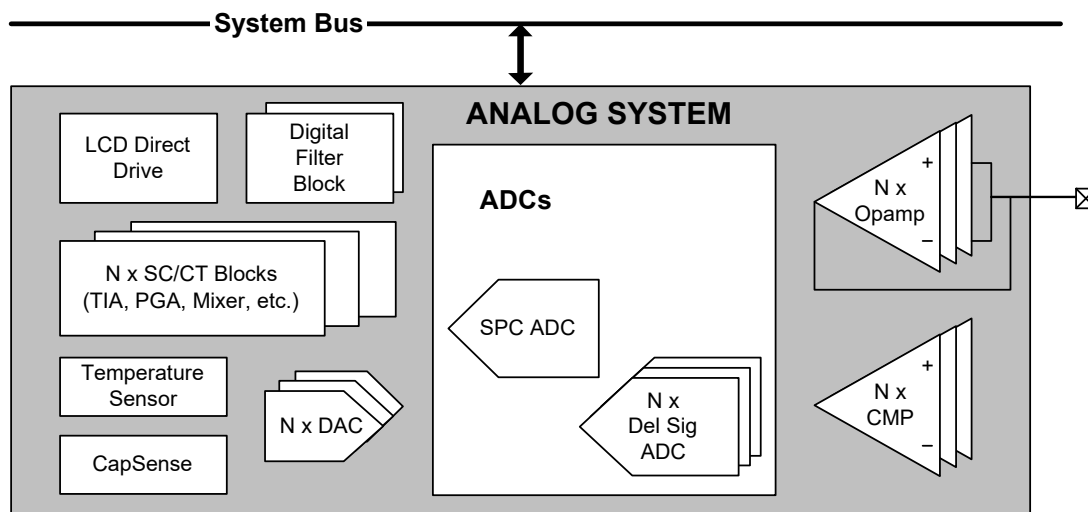 System Bus
ANALOG SYSTEM
LCD Direct
Drive
Digital
Filter
Block
N x SC/CT Blocks
(TIA, PGA, Mixer, etc.)
Temperature
Sensor
CapSense
N x DAC
ADCs
SPC ADC
N x
Del Sig
ADC
+
N x
Opamp
–
+
N x
CMP
–